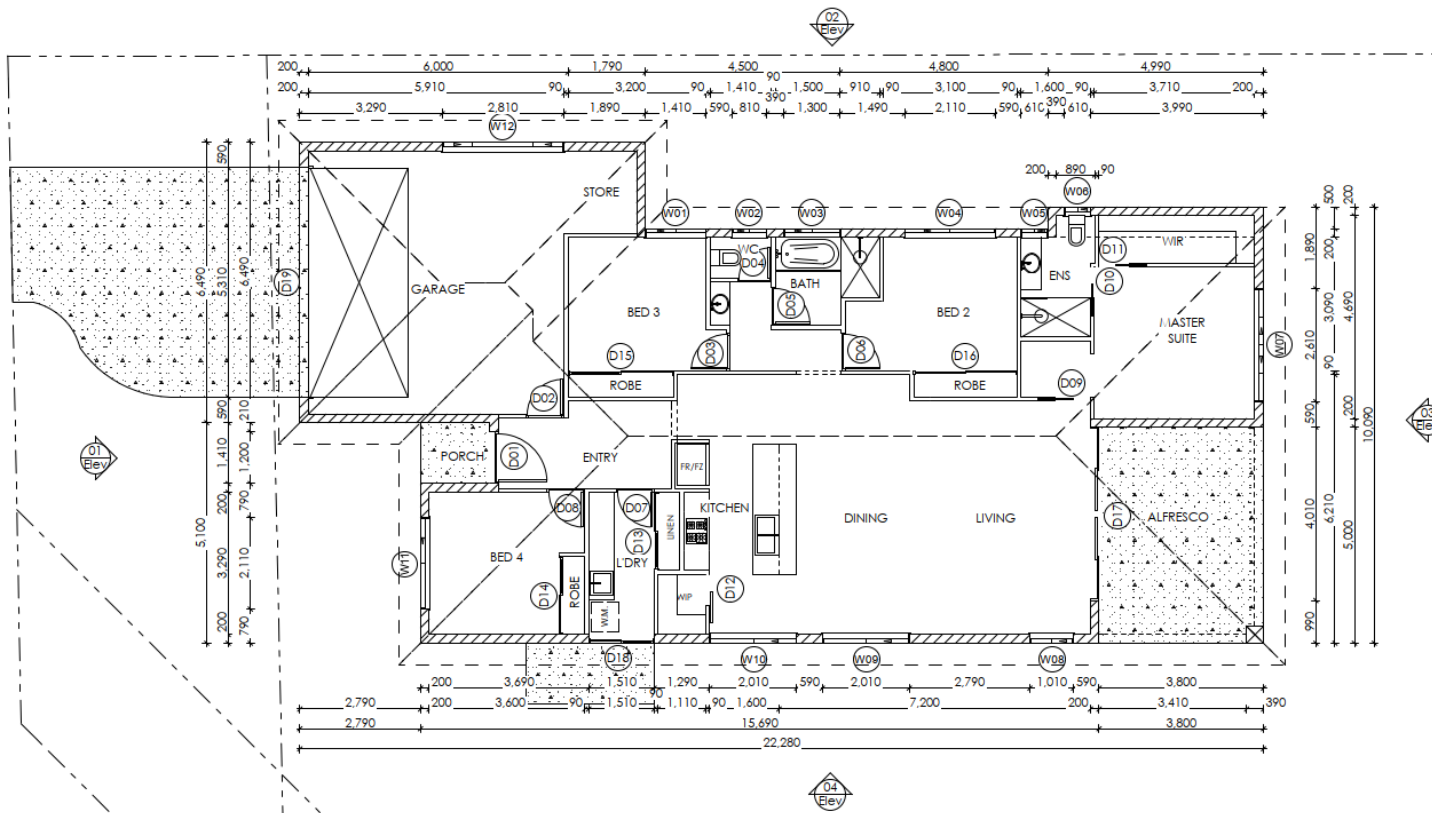 02
Elev
200 6,000 1,790 4,500 4,800 4,990
200 5,910 90 3,200 90 1,410 90 1,500 910 90 3,100 90 1,600 90 3,710 200
3,290 2,810 1,890 1,410 590 810 390 1,300 1,490 2,110 590 610 390 610 3,990
W12
200 890 90
W06
W01 W02 W03 W04 W05
STORE
WC
D04
BATH
D05
ENS
D11
WIR
D10
D19
GARAGE
BED 3
BED 2
MASTER
SUITE
W07
D15
D03
D06
D16
D09
ROBE
ROBE
D02
590
6,490 5,310 6,490
590 210
1,410 1,200
200 790
5,100 3,290 2,110
200 790
500 200
1,890 200
3,090 4,690
2,610
990
590 200
10,090
4,010 6,210 5,000
990
01
Elev
03
Elev
PORCH
D01
ENTRY
FR/FZ
KITCHEN
DINING
LIVING
D17
ALFRESCO
D08
D07
LINEN
D13
BED 4
L'DRY
W11
D14
ROBE
WIP
D12
W.M.
D18
W10
W09
W08
200 3,690 1,510 1,290 2,010 590 2,010 2,790 1,010 590 3,800
2,790 200 3,600 90 1,510 90 1,110 90 1,600 7,200 200 3,410 390
2,790 15,690 3,800
22,280
04
Elev